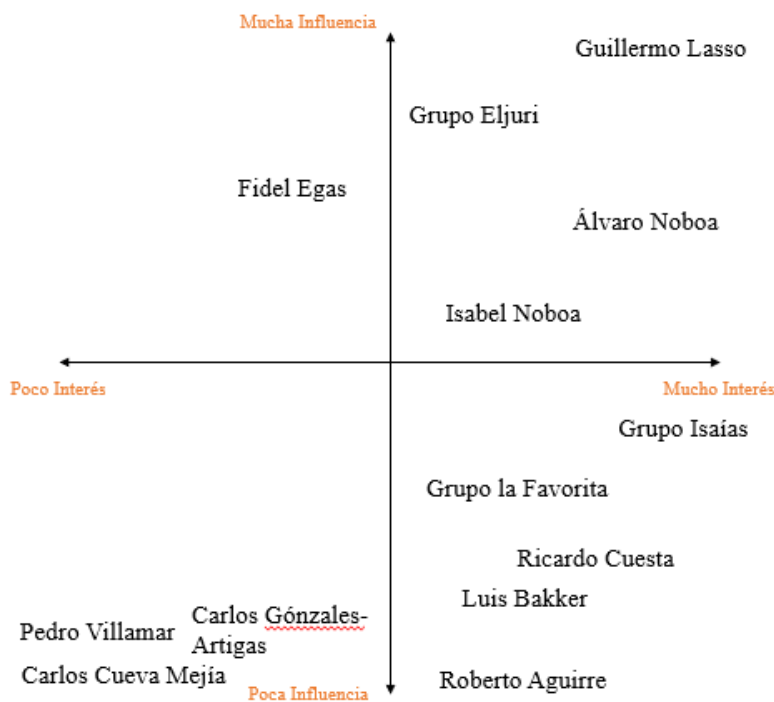 Mucha Influencia
Guillermo Lasso
Grupo Eljuri
Fidel Egas
Álvaro Noboa
Isabel Noboa
Poco Interés
Mucho Interés
Grupo Isaías
Grupo la Favorita
Ricardo Cuesta
Luis Bakker
Carlos Gónzales-
Artigas
Pedro Villamar
Carlos Cueva Mejía
Roberto Aguirre
Poca Influencia